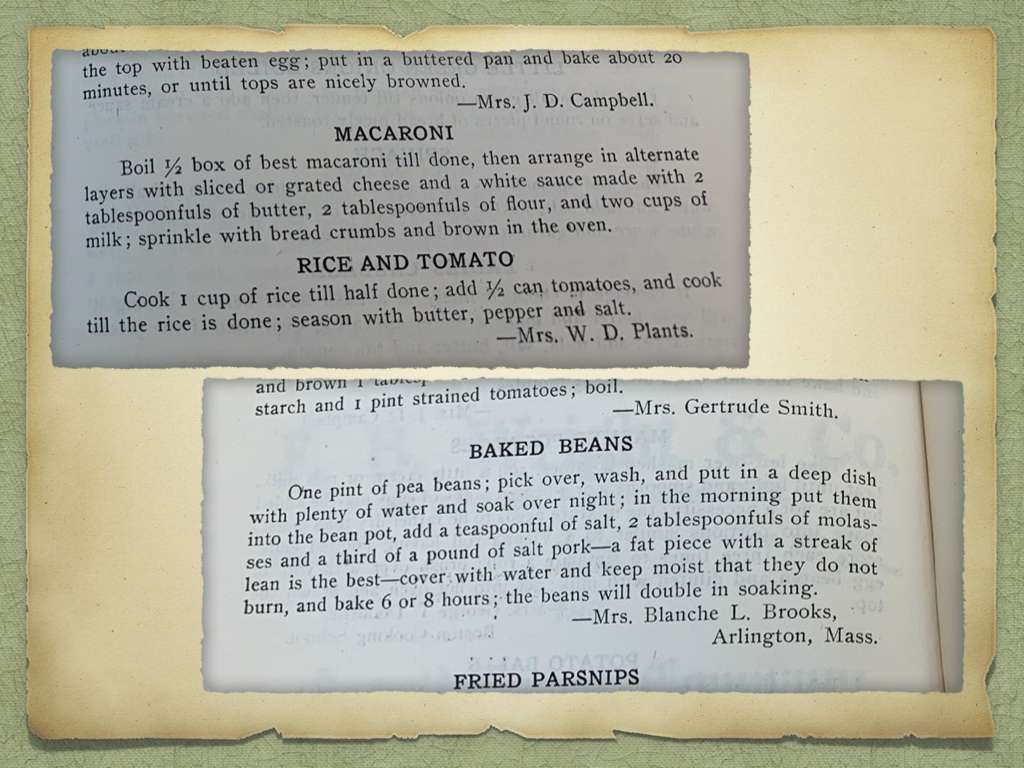 the top with beaten egg; put in a buttered pan and bake about 20
minutes, or until tops are nicely browned.
—Mrs. J. D. Campbell.
MACARONI
Boil ½ box of best macaroni till done, then arrange in alternate
layers with sliced or grated cheese and a white sauce made with 2
tablespoonfuls of butter, 2 tablespoonfuls of flour, and two cups of
milk; sprinkle with bread crumbs and brown in the oven.
RICE AND TOMATO
Cook 1 cup of rice till half done; add ½ can tomatoes, and cook
till the rice is done; season with butter, pepper and salt.
—Mrs. W. D. Plants.
and brown 1
starch and 1 pint strained tomatoes; boil.
—Mrs. Gertrude Smith.
BAKED BEANS
One pint of pea beans; pick over, wash, and put in a deep dish
with plenty of water and soak over night; in the morning put them
into the bean pot, add a teaspoonful of salt, 2 tablespoonfuls of molas-
ses and a third of a pound of salt pork—a fat piece with a streak of
lean is the best—cover with water and keep moist that they do not
burn, and bake 6 or 8 hours; the beans will double in soaking.
—Mrs. Blanche L. Brooks,
Arlington, Mass.
FRIED PARSNIPS